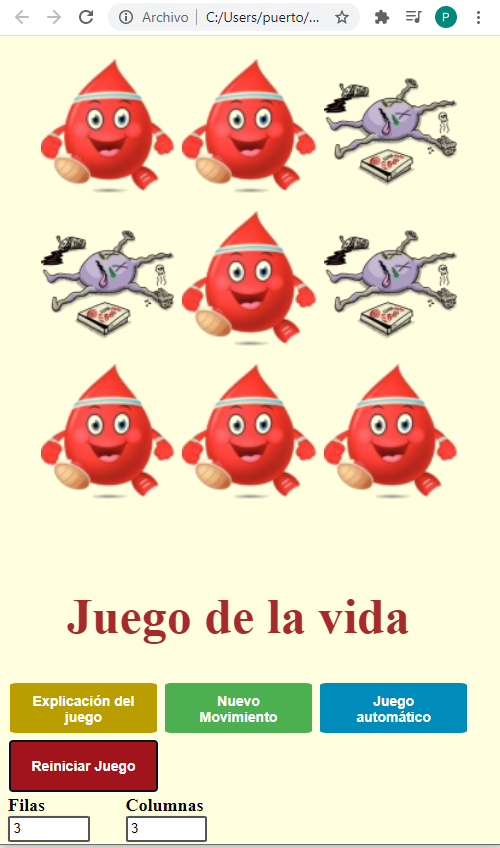 Archivo | C:/Users/puerto/...
P
Juego de la vida
Explicación del
juego
Nuevo
Movimiento
Juego
automático
Reiniciar Juego
Filas Columnas
3 3